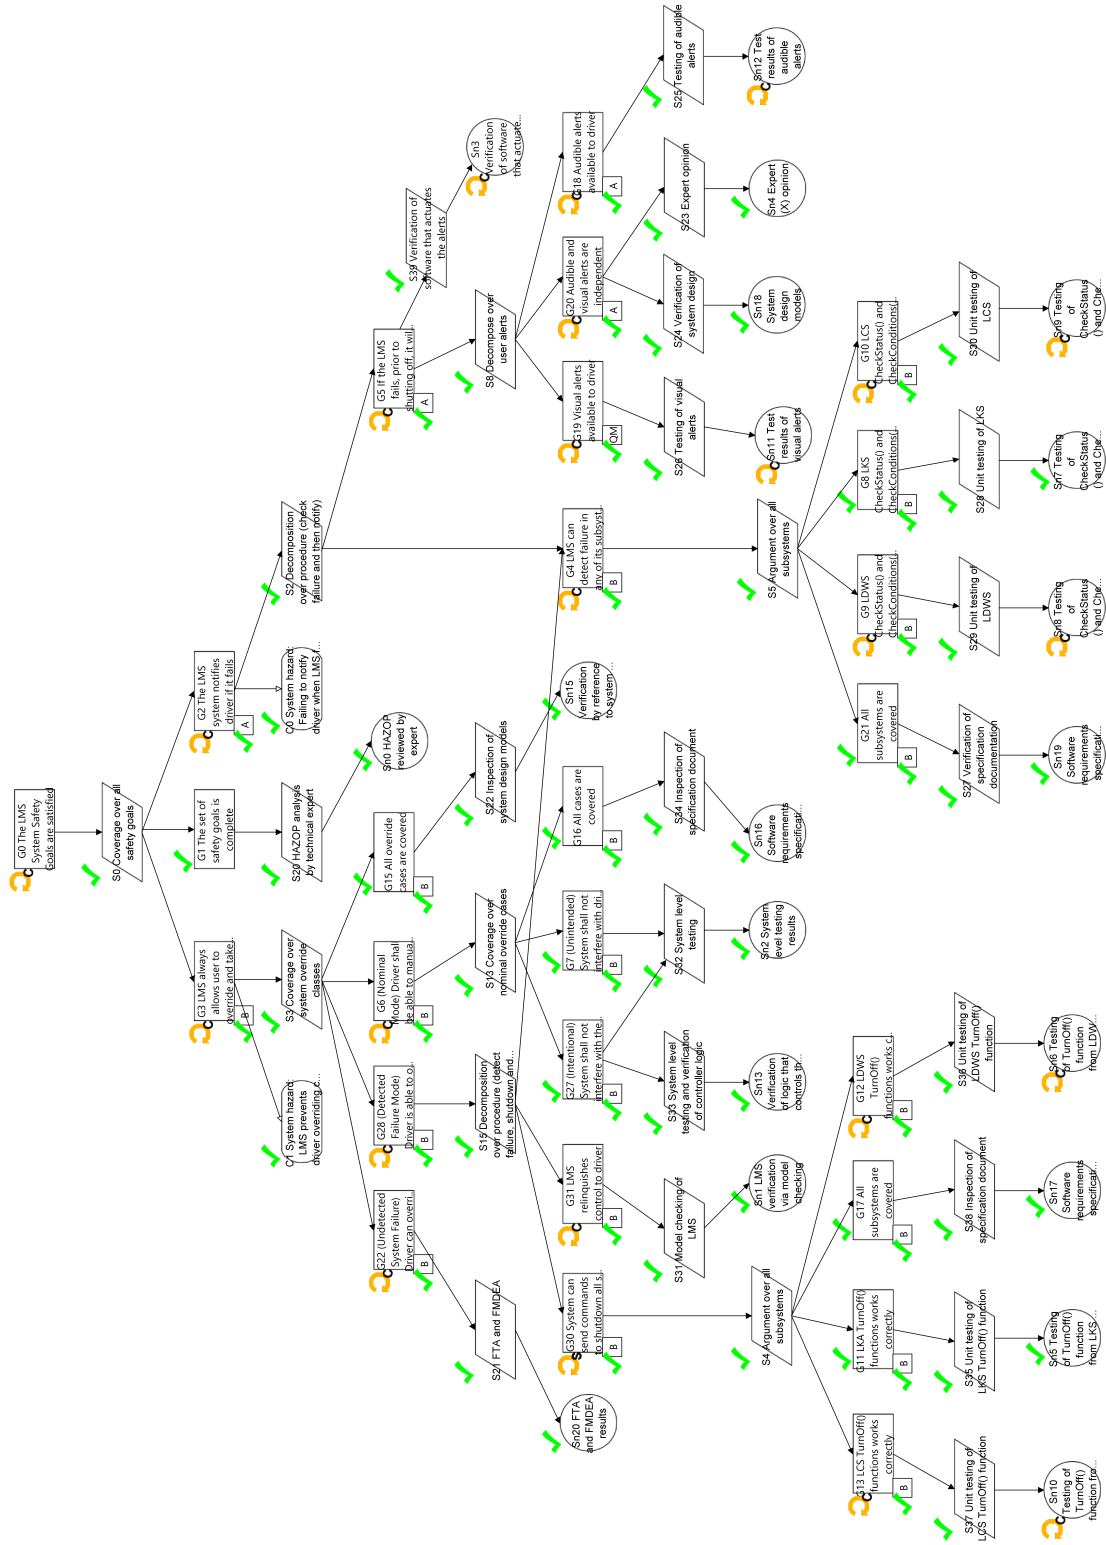 G0 The LMS
System Safety
Goals are satisfied
C
S0 Coverage over all
safety goals
G3 LMS always
allows user to
override and take...
B
C
G1 The set of
safety goals is
complete
G2 The LMS
system notifies
driver if it fails
A
C
C1 System hazard:
LMS prevents
driver overriding c...
S3 Coverage over
system override
classes
S20 HAZOP analysis
by technical expert
C0 System hazard:
Failing to notify
driver when LMS f...
S2 Decomposition
over procedure (check
failure and then notify)
G22 (Undetected
System Failure)
Driver can overri...
B
C
G28 (Detected
Failure Mode)
Driver is able to o...
B
C
G6 (Nominal
Mode) Driver shall
be able to manual...
B
C
G15 All override
cases are covered
B
Sn0 HAZOP
reviewed by
expert
G5 If the LMS
fails, prior to
shutting off, it will...
A
C
S39 Verification of
software that actuates
the alerts
S21 FTA and FMDEA
S15 Decomposition
over procedure (detect
failure, shutdown and...
S13 Coverage over
nominal override cases
S22 Inspection of
system design models
S8 Decompose over
user alerts
Sn3
Verification
of software
that actuate...
C
Sn20 FTA
and FMDEA
results
G30 System can
send commands
to shutdown all s...
B
S
G31 LMS
relinquishes
control to driver
B
C
G27 (Intentional)
System shall not
interfere with the...
B
G7 (Unintended)
System shall not
interfere with dri...
B
G16 All cases are
covered
B
Sn15
Verification
by reference
to system ...
G4 LMS can
detect failure in
any of its subsyst...
B
C
G19 Visual alerts
available to driver
QM
C
G20 Audible and
visual alerts are
independent
A
C
G18 Audible alerts
available to driver
A
C
S31 Model checking of
LMS
S33 System level
testing and verification
of controller logic
S32 System level
testing
S34 Inspection of
specification document
S26 Testing of visual
alerts
S24 Verification of
system design
S23 Expert opinion
S25 Testing of audible
alerts
S4 Argument over all
subsystems
Sn1 LMS
verification
via model
checking
Sn13
Verification
of logic that
controls th...
Sn2 System
level testing
results
Sn16
Software
requirements
specificati...
S5 Argument over all
subsystems
Sn11 Test
results of
visual alerts
C
Sn18
System
design
models
Sn4 Expert
(X) opinion
Sn12 Test
results of
audible
alerts
C
G13 LCS TurnOff()
functions works
correctly
B
C
G11 LKA TurnOff()
functions works
correctly
B
G17 All
subsystems are
covered
B
G12 LDWS
TurnOff()
functions works c...
B
C
G21 All
subsystems are
covered
B
G9 LDWS
CheckStatus() and
CheckConditions(...
B
C
G8 LKS
CheckStatus() and
CheckConditions(...
B
G10 LCS
CheckStatus() and
CheckConditions(...
B
C
S37 Unit testing of
LCS TurnOff() function
S35 Unit testing of
LKS TurnOff() function
S38 Inspection of
specification document
S36 Unit testing of
LDWS TurnOff()
function
S27 Verification of
specification
documentation
S29 Unit testing of
LDWS
S28 Unit testing of LKS
S30 Unit testing of
LCS
Sn10
Testing of
TurnOff()
function fro...
C
Sn5 Testing
of TurnOff()
function
from LKS ...
Sn17
Software
requirements
specificati...
Sn6 Testing
of TurnOff()
function
from LDW...
C
Sn19
Software
requirements
specificati...
Sn8 Testing
of
CheckStatus
() and Che...
C
Sn7 Testing
of
CheckStatus
() and Che...
Sn9 Testing
of
CheckStatus
() and Che...
C